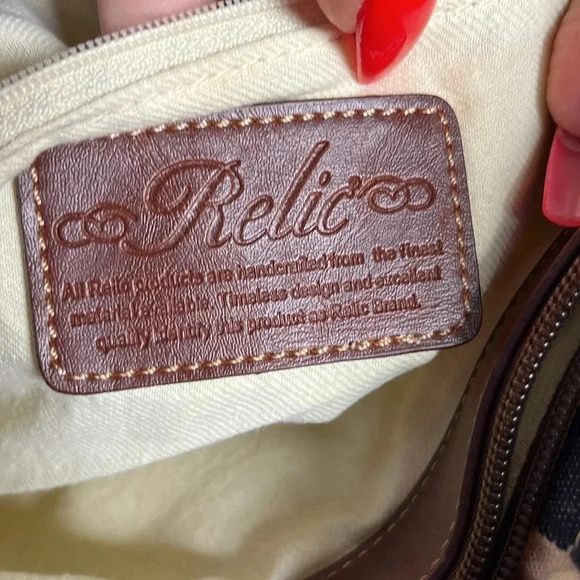 Relic
All Relic products are handcrafted from the finest
material available. Timeless design and excellent
quality identify this product as Relic Brand.